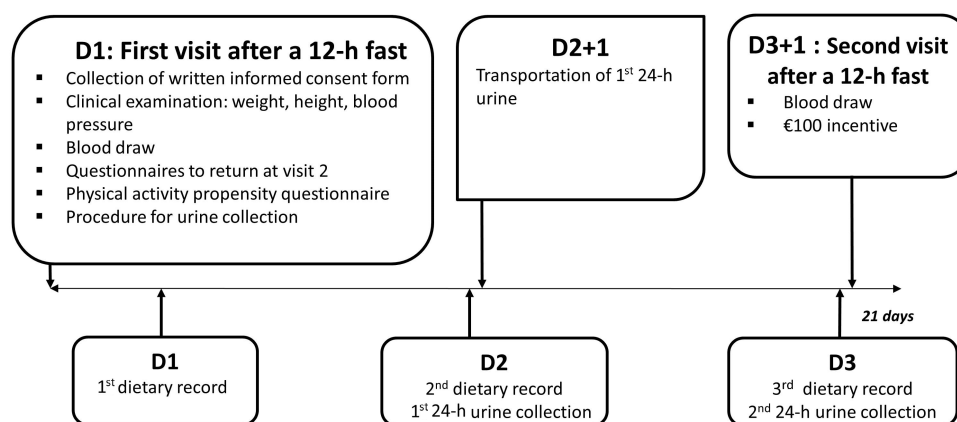 D1: First visit after a 12-h fast
▪ Collection of written informed consent form
▪ Clinical examination: weight, height, blood
pressure
▪ Blood draw
▪ Questionnaires to return at visit 2
▪ Physical activity propensity questionnaire
▪ Procedure for urine collection
D2+1
Transportation of 1st 24-h
urine
D3+1 : Second visit
after a 12-h fast
▪ Blood draw
▪ €100 incentive
21 days
D1
1st dietary record
D2
2nd dietary record
1st 24-h urine collection
D3
3rd dietary record
2nd 24-h urine collection